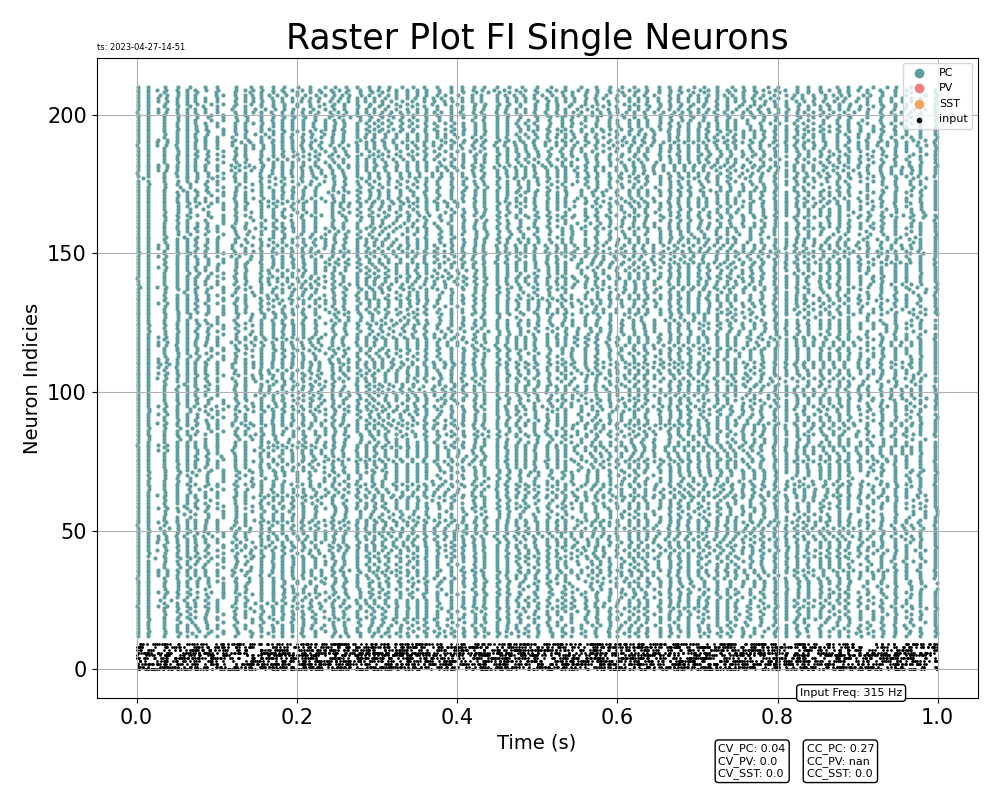 Raster Plot FI Single Neurons
ts: 2023-04-27-14-51
PC
PV
SST
input
Neuron Indicies
200
150
100
50
0
0.0 0.2 0.4 0.6 0.8 1.0
Input Freq: 315 Hz
Time (s)
CV_PC: 0.04
CV_PV: 0.0
CV_SST: 0.0
CC_PC: 0.27
CC_PV: nan
CC_SST: 0.0